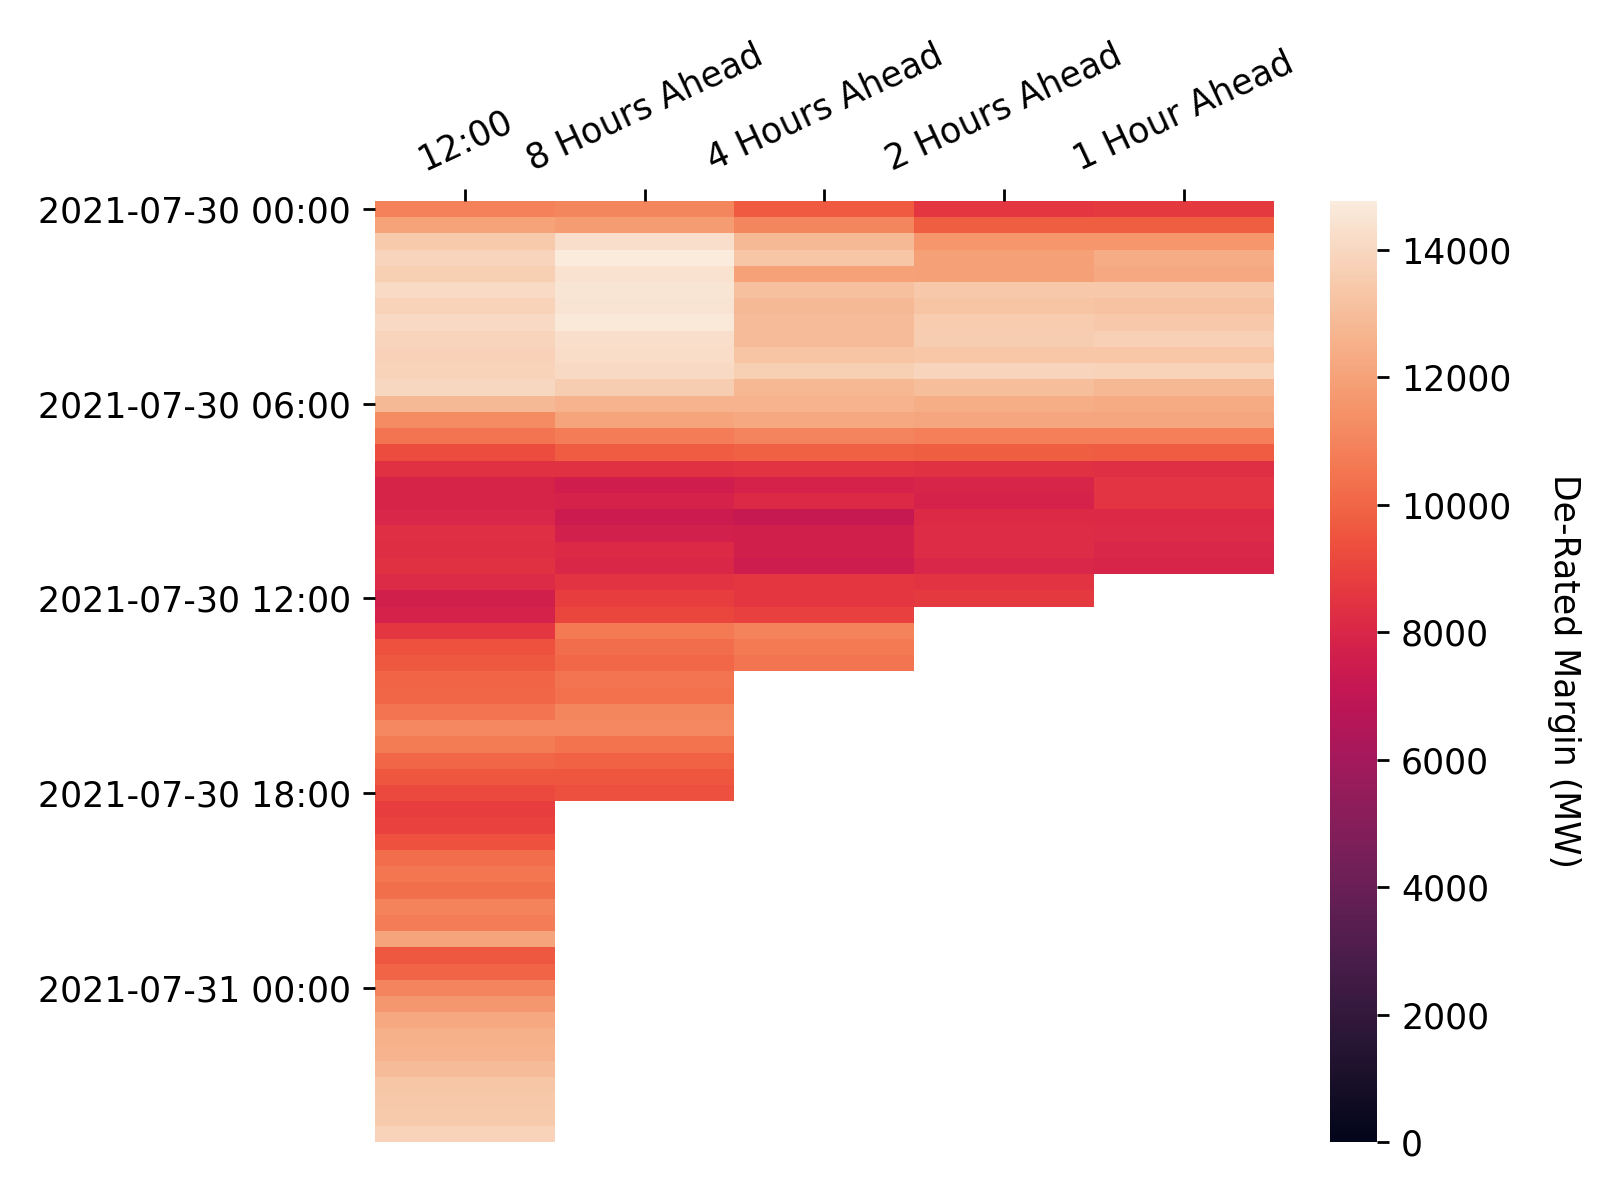 12:00
8 Hours Ahead
4 Hours Ahead
2 Hours Ahead
1 Hour Ahead
2021-07-30 00:00
2021-07-30 06:00
2021-07-30 12:00
2021-07-30 18:00
2021-07-31 00:00
14000
12000
10000
8000
6000
4000
2000
0
De-Rated Margin (MW)